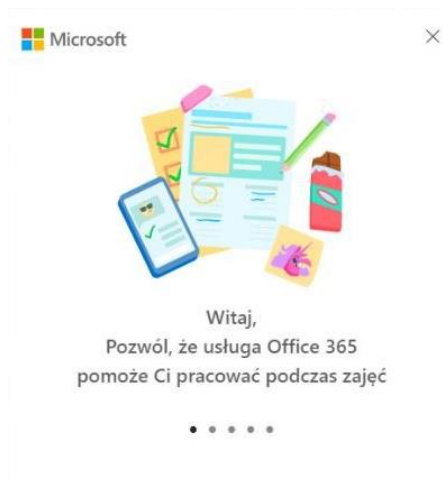 Microsoft
Witaj,
Pozwól, że usługa Office 365
pomoże Ci pracować podczas zajęć